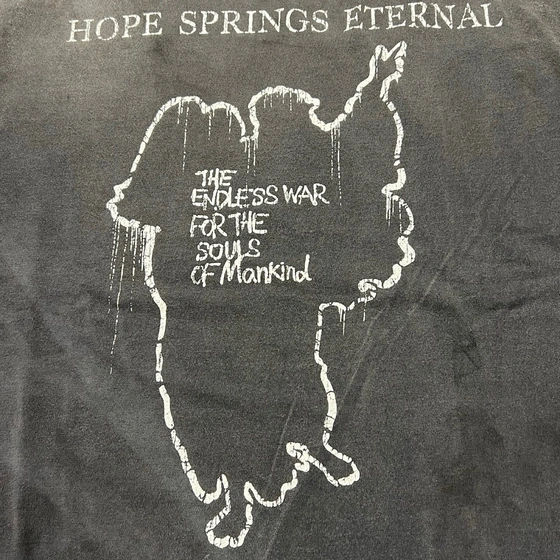 HOPE SPRINGS ETERNAL
THE
ENDLESS WAR
FOR THE
SOULS
OF Mankind